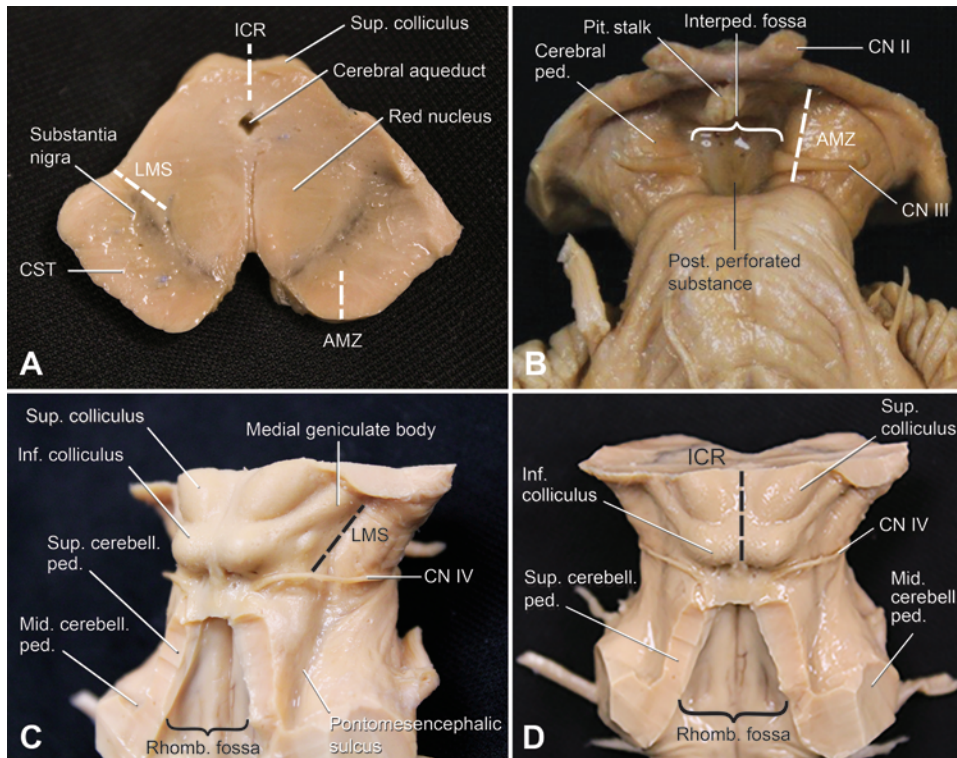 ICR
Sup. colliculus
Cerebral aqueduct
Red nucleus
Substantia
nigra
LMS
CST
AMZ
A
Interped. fossa
Pit. stalk
CN II
Cerebral
ped.
AMZ
CN III
Post. perforated
substance
B
Sup. colliculus
Medial geniculate body
Inf. colliculus
LMS
Sup. cerebell.
ped.
CN IV
Mid. cerebell.
ped.
Pontomesencephalic
sulcus
Rhomb. fossa
C
Sup.
colliculus
ICR
Inf.
colliculus
CN IV
Sup. cerebell.
ped.
Mid.
cerebell.
ped.
Rhomb. fossa
D